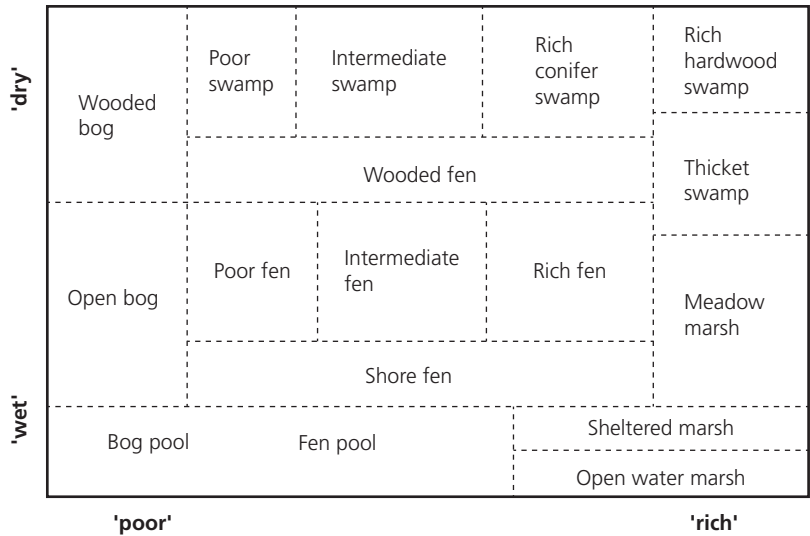 'dry'
'wet'
Wooded
bog
Poor
swamp
Intermediate
swamp
Rich
conifer
swamp
Rich
hardwood
swamp
Wooded fen
Thicket
swamp
Open bog
Poor fen
Intermediate
fen
Rich fen
Meadow
marsh
Shore fen
Bog pool
Fen pool
Sheltered marsh
Open water marsh
'poor'
'rich'